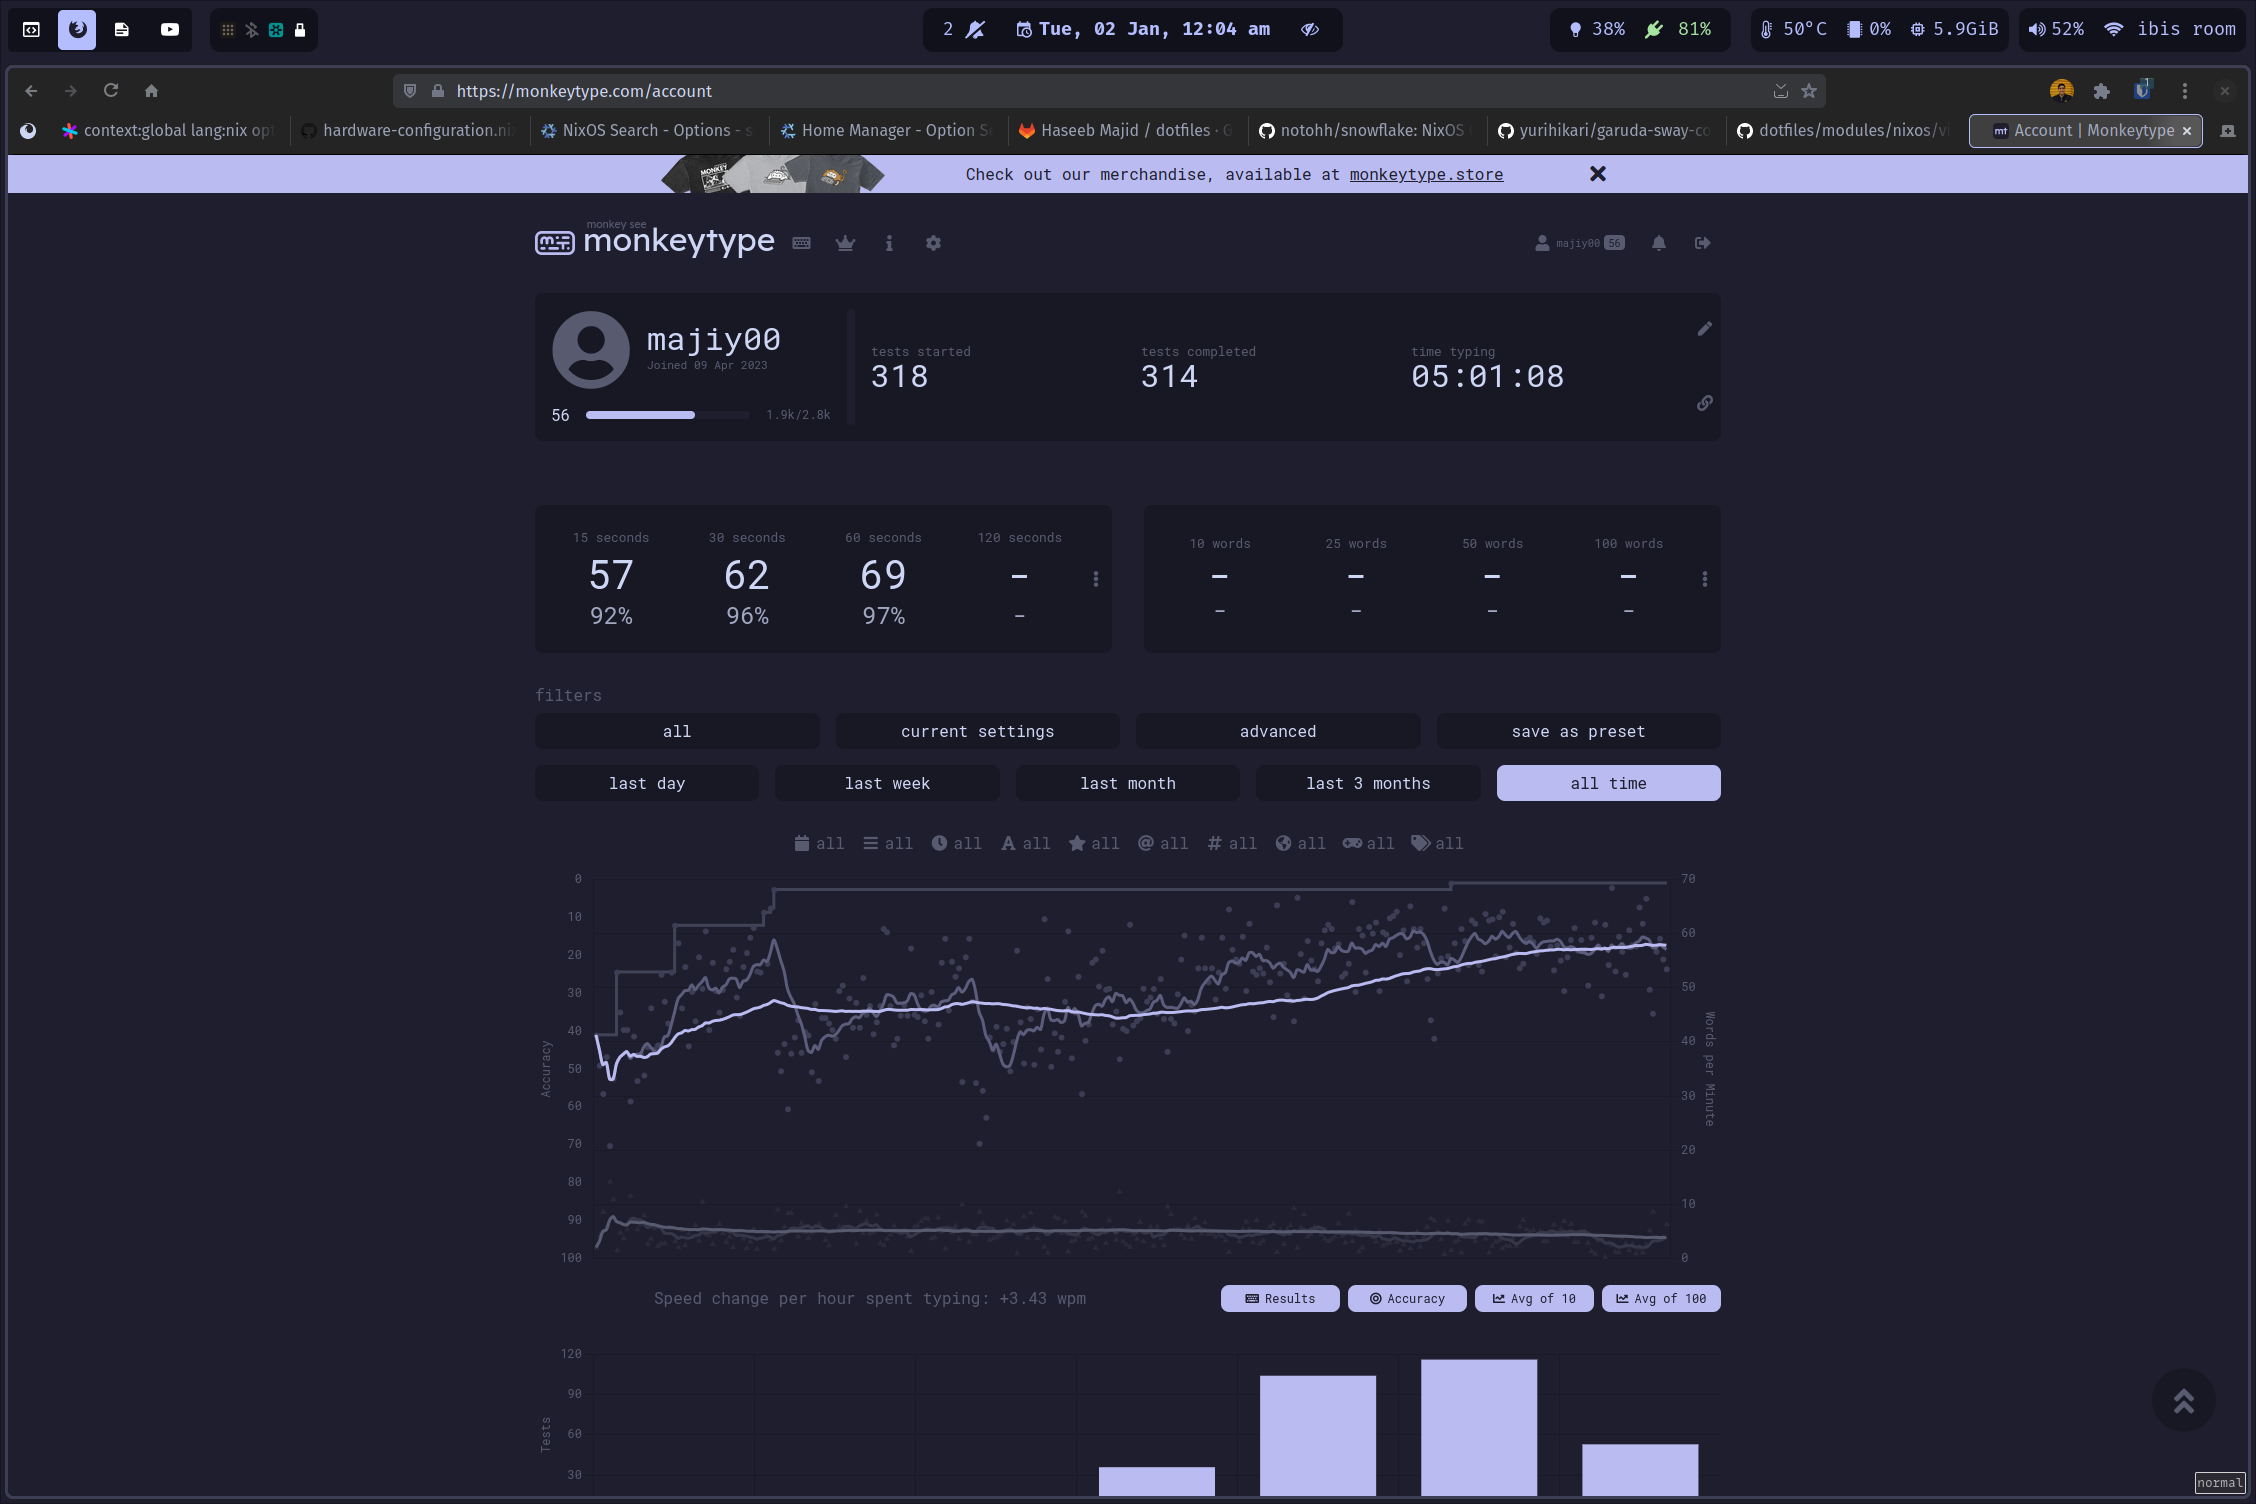 2 Tue, 02 Jan, 12:04 am 38% 81% 50°C 0% 5.9GiB 52% ibis room
https://monkeytype.com/account
context:global lang:nix opt hardware-configuration.ni NixOS Search - Options - s Home Manager - Option Se Haseeb Majid / dotfiles · G notohh/snowflake: NixOS yurihikari/garuda-sway-co dotfiles/modules/nixos/vi mt Account | Monkeytype
Check out our merchandise, available at monkeytype.store
monkey see
monkeytype
majiy00 56
majiy00
Joined 09 Apr 2023
56 1.9k/2.8k
tests started tests completed time typing
318 314 05:01:08
15 seconds 30 seconds 60 seconds 120 seconds
57 62 69 -
92% 96% 97% -
10 words 25 words 50 words 100 words
- - - -
- - - -
filters
all current settings advanced save as preset
last day last week last month last 3 months all time
all all all all all all all all all all
0 70
10
20 60
30 50
40
Accuracy 50 40 Words per Minute
60 30
70 20
80
90 10
100 0
Speed change per hour spent typing: +3.43 wpm
Results Accuracy Avg of 10 Avg of 100
120
90
Tests 60
30
normal